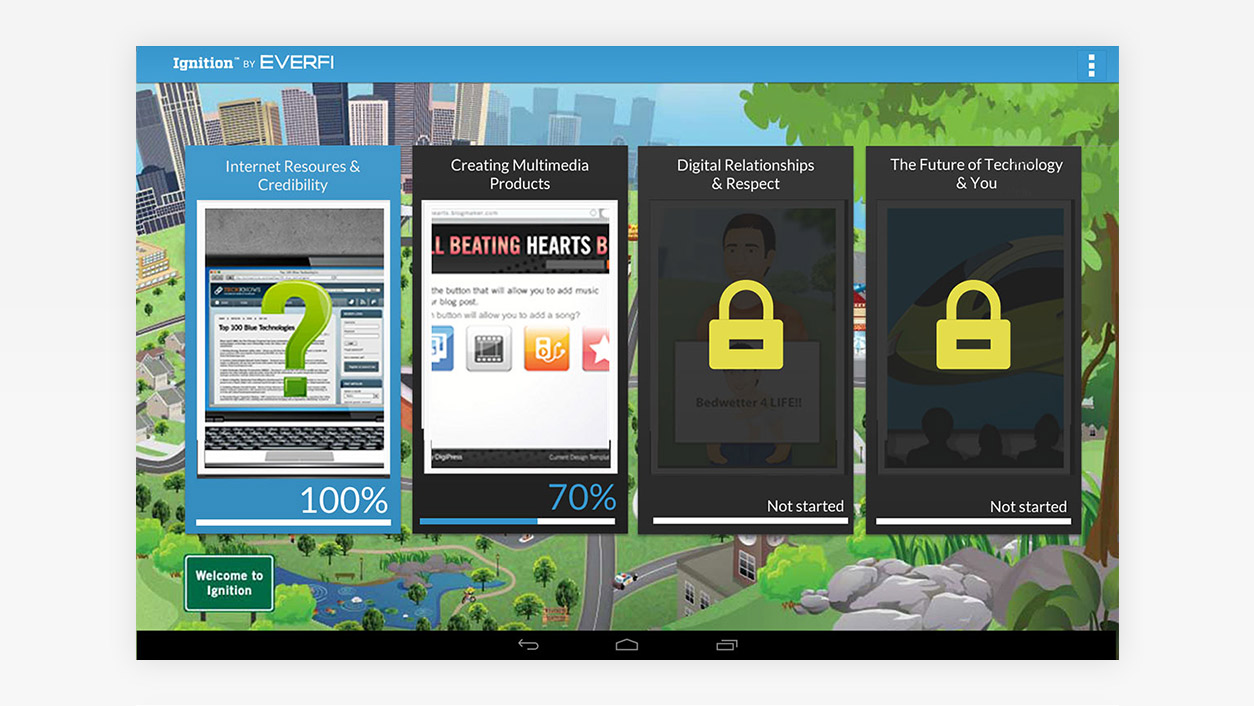 Ignition™ BY EVERFI
Internet Resoures &
Credibility
Top 100 Blue Technologies
100%
Creating Multimedia
Products
hearts.blogmaker.com
LL BEATING HEARTS B
the button that will allow you to add music
ur blog post.
h button will allow you to add a song?
DigiPress
Current Design Templa
70%
Digital Relationships
& Respect
Bedwetter 4 LIFE!!
Not started
The Future of Technology
& You
Not started
Welcome to
Ignition